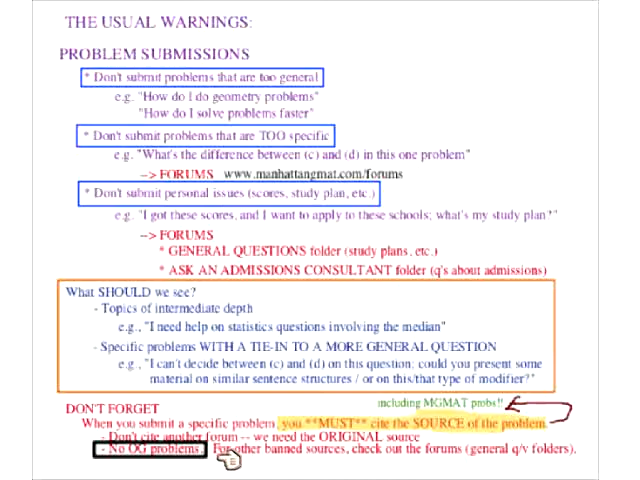 THE USUAL WARNINGS:
PROBLEM SUBMISSIONS
* Don't submit problems that are too general
e.g. "How do I do geometry problems"
"How do I solve problems faster"
* Don't submit problems that are TOO specific
e.g. "What's the difference between (c) and (d) in this one problem"
--> FORUMS www.manhattangmat.com/forums
* Don't submit personal issues (scores, study plan, etc.)
e.g. "I got these scores, and I want to apply to these schools; what's my study plan?"
--> FORUMS
* GENERAL QUESTIONS folder (study plans, etc.)
* ASK AN ADMISSIONS CONSULTANT folder (q's about admissions)
What SHOULD we see?
- Topics of intermediate depth
e.g., "I need help on statistics questions involving the median"
- Specific problems WITH A TIE-IN TO A MORE GENERAL QUESTION
e.g., "I can't decide between (c) and (d) on this question; could you present some
material on similar sentence structures / or on this/that type of modifier?"
including MGMAT probs!!
DON'T FORGET
When you submit a specific problem, you **MUST** cite the SOURCE of the problem.
- Don't cite another forum -- we need the ORIGINAL source
- No OG problems. For other banned sources, check out the forums (general q/v folders).